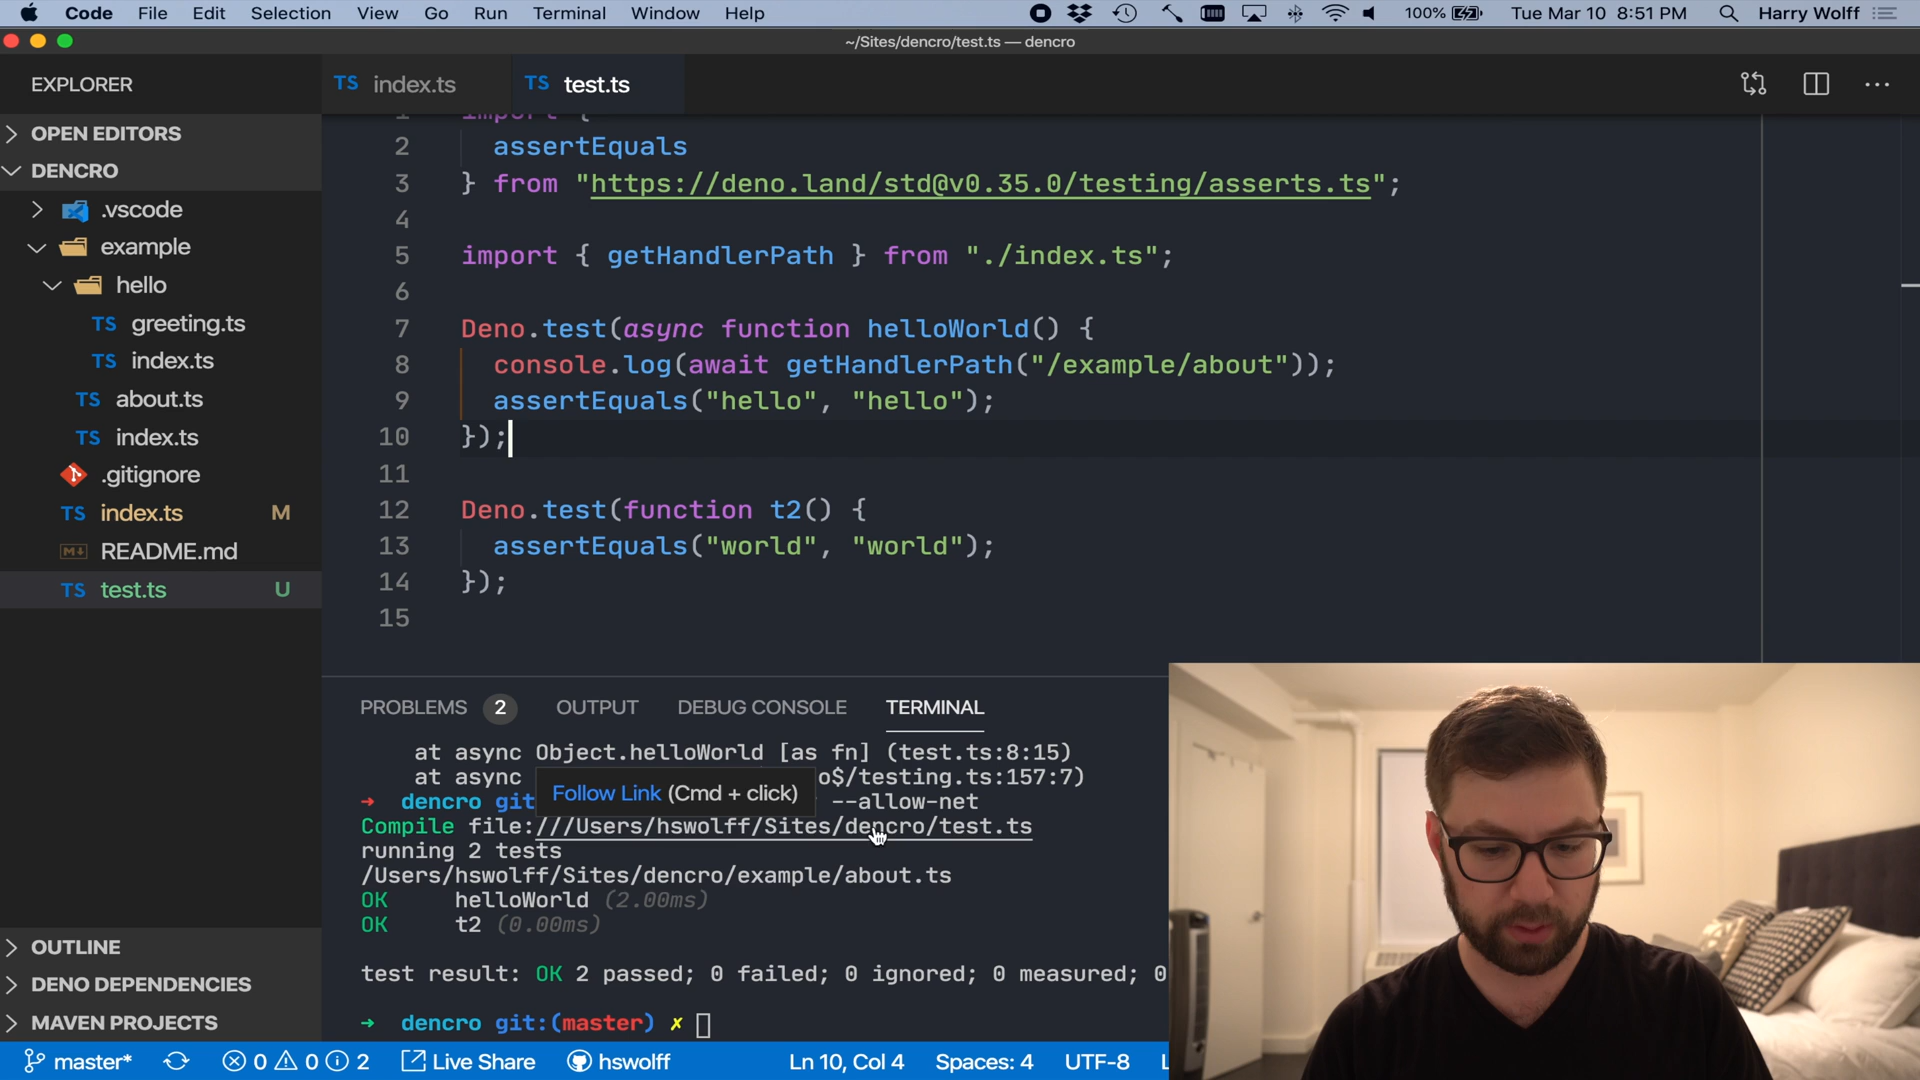 Code File Edit Selection View Go Run Terminal Window Help 100% Tue Mar 10 8:51 PM Harry Wolff
~/Sites/dencro/test.ts — dencro
EXPLORER
OPEN EDITORS
DENCRO
.vscode
example
hello
TS greeting.ts
TS index.ts
TS about.ts
TS index.ts
.gitignore
TS index.ts M
M README.md
TS test.ts U
OUTLINE
DENO DEPENDENCIES
MAVEN PROJECTS
TS index.ts TS test.ts
1 import {
2 assertEquals
3 } from "https://deno.land/std@v0.35.0/testing/asserts.ts";
4
5 import { getHandlerPath } from "./index.ts";
6
7 Deno.test(async function helloWorld() {
8 console.log(await getHandlerPath("/example/about"));
9 assertEquals("hello", "hello");
10 });
11
12 Deno.test(function t2() {
13 assertEquals("world", "world");
14 });
15
PROBLEMS 2 OUTPUT DEBUG CONSOLE TERMINAL
at async Object.helloWorld [as fn] (test.ts:8:15)
at async o$/testing.ts:157:7)
Follow Link (Cmd + click)
➜ dencro git --allow-net
Compile file:///Users/hswolff/Sites/dencro/test.ts
running 2 tests
/Users/hswolff/Sites/dencro/example/about.ts
OK helloWorld (2.00ms)
OK t2 (0.00ms)
test result: OK 2 passed; 0 failed; 0 ignored; 0 measured; 0
➜ dencro git:(master) ✗
master* 0 0 2 Live Share hswolff Ln 10, Col 4 Spaces: 4 UTF-8 L